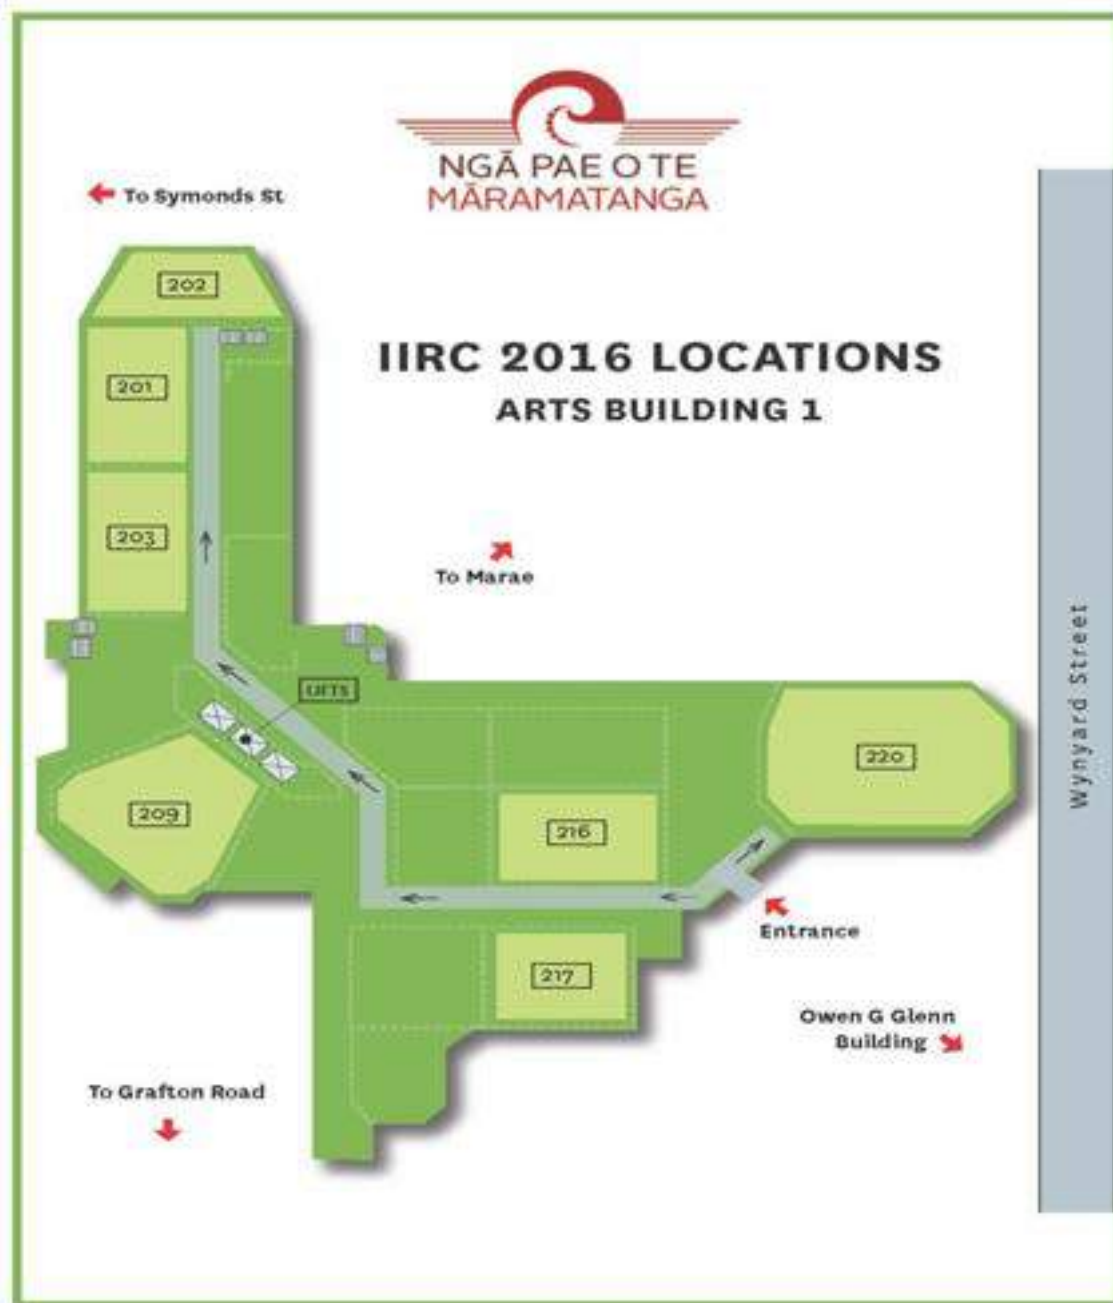 NGĀ PAE O TE
MĀRAMATANGA
To Symonds St
202
IIRC 2016 LOCATIONS
ARTS BUILDING 1
201
203
To Marae
LIFTS
Wynyard Street
220
209
216
Entrance
217
Owen G Glenn
Building
To Grafton Road